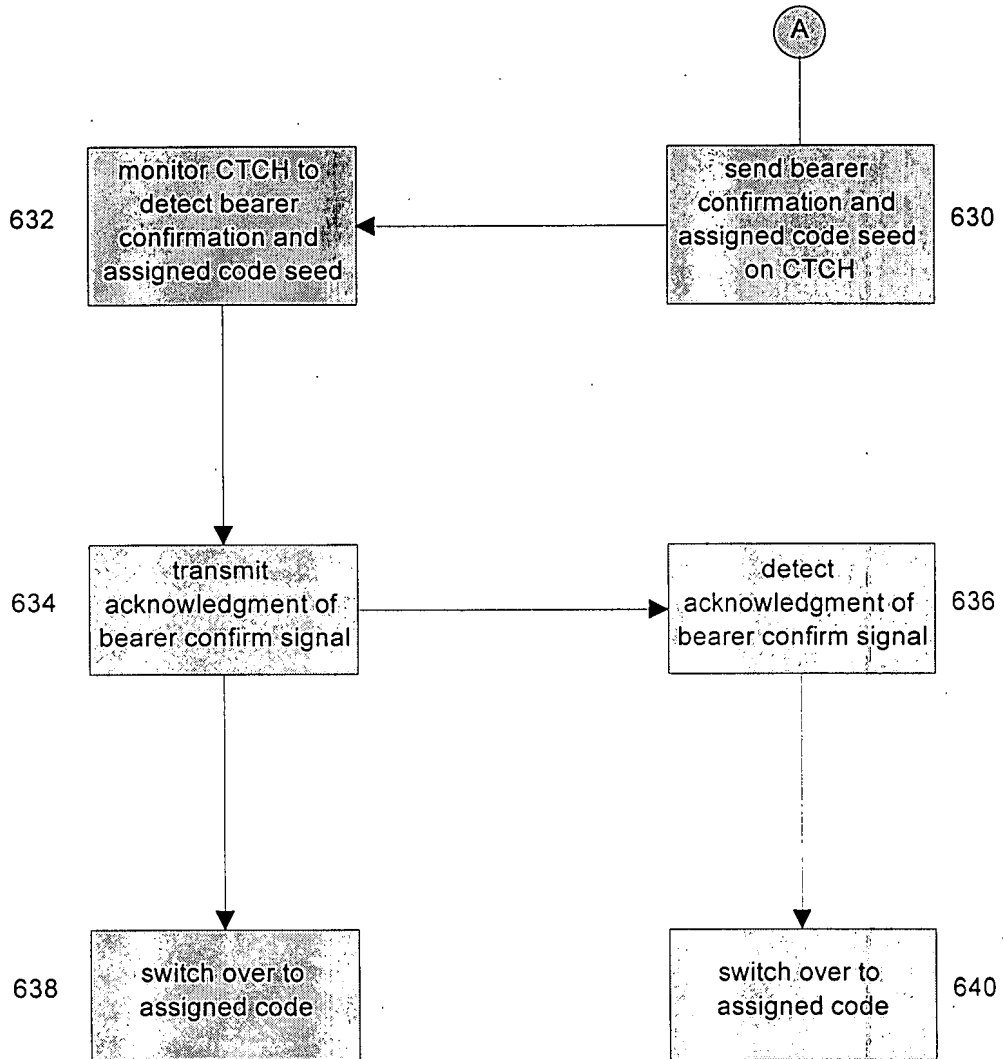 A
632
monitor CTCH to
detect bearer
confirmation and
assigned code seed
send bearer
confirmation and
assigned code seed
on CTCH
630
634
transmit
acknowledgment of
bearer confirm signal
detect
acknowledgment of
bearer confirm signal
636
638
switch over to
assigned code
switch over to
assigned code
640